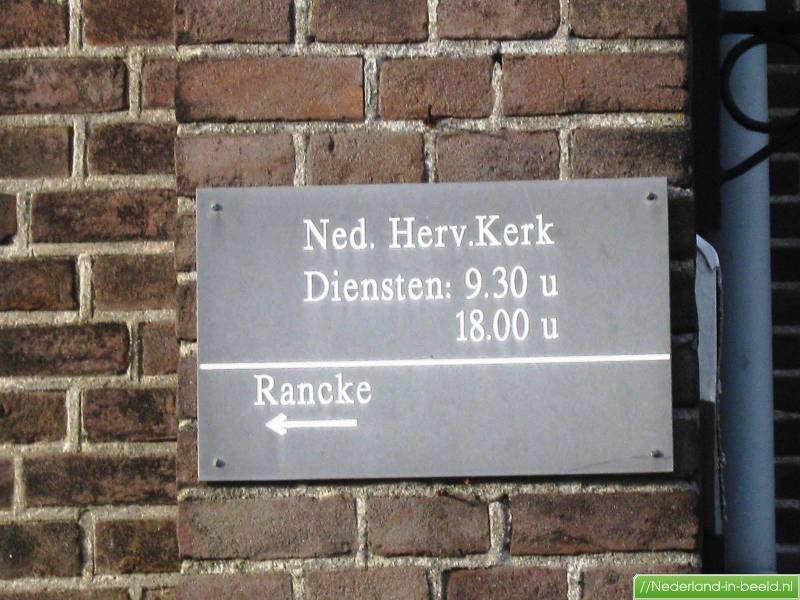 Ned. Herv.Kerk
Diensten: 9.30 u
18.00 u
Rancke
//Nederland-in-beeld.nl